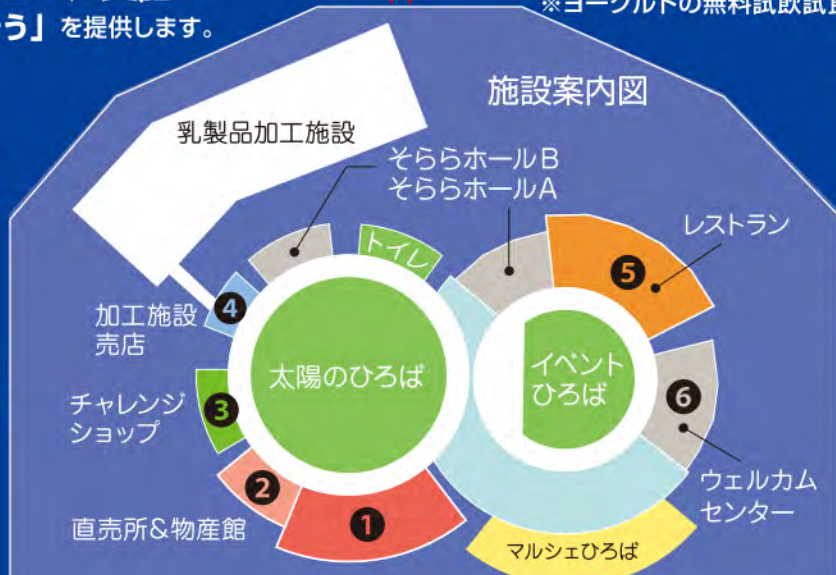 う」を提供します。
※ヨーグルトの無料試飲試食
施設案内図
乳製品加工施設
そららホールB
そららホールA
レストラン
トイレ
5
4
加工施設
売店
太陽のひろば
イベント
ひろば
チャレンジ
ショップ
3
6
2
1
直売所&物産館
ウェルカム
センター
マルシェひろば